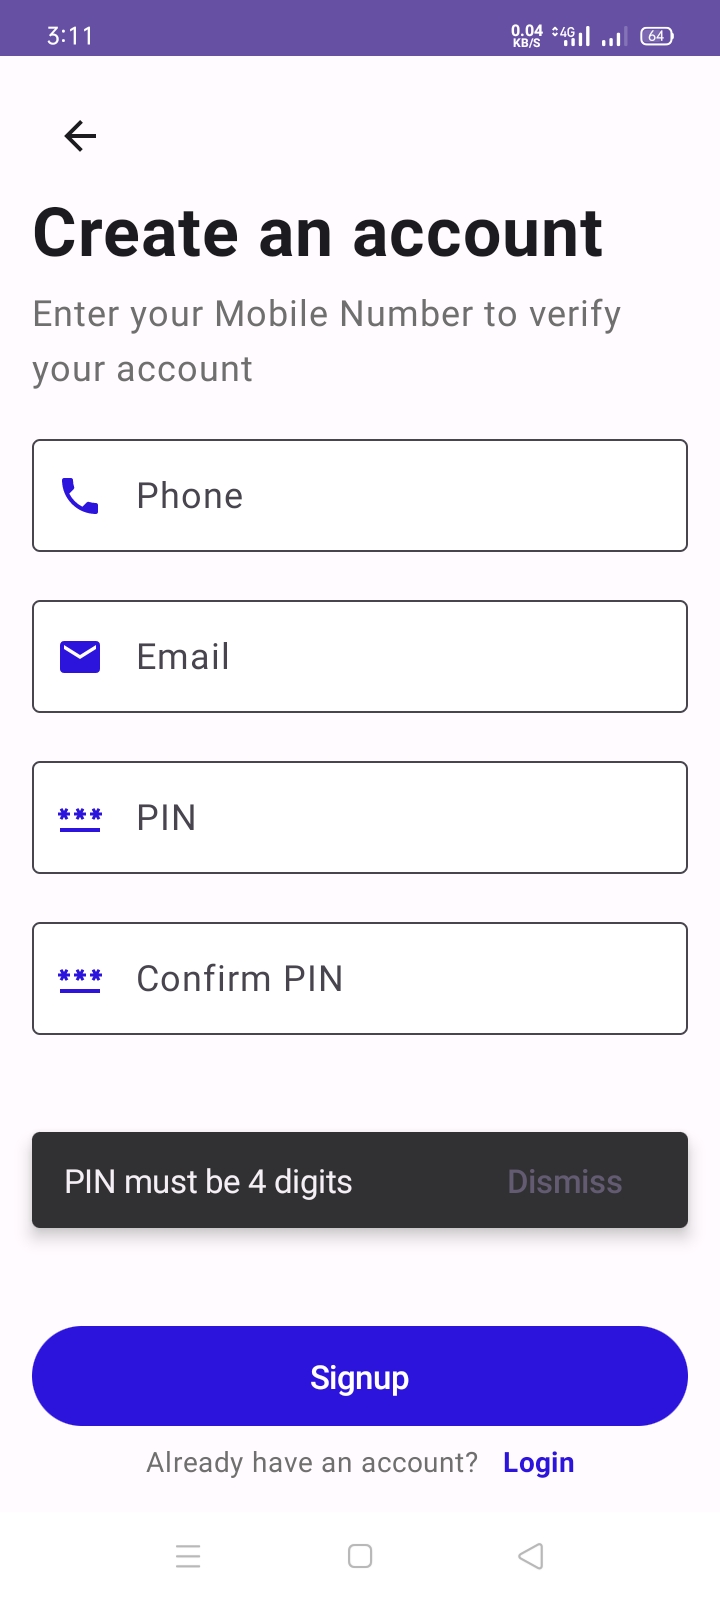 3:11 0.04 KB/S 4G 64
Create an account
Enter your Mobile Number to verify
your account
Phone
Email
PIN
Confirm PIN
PIN must be 4 digits Dismiss
Signup
Already have an account? Login